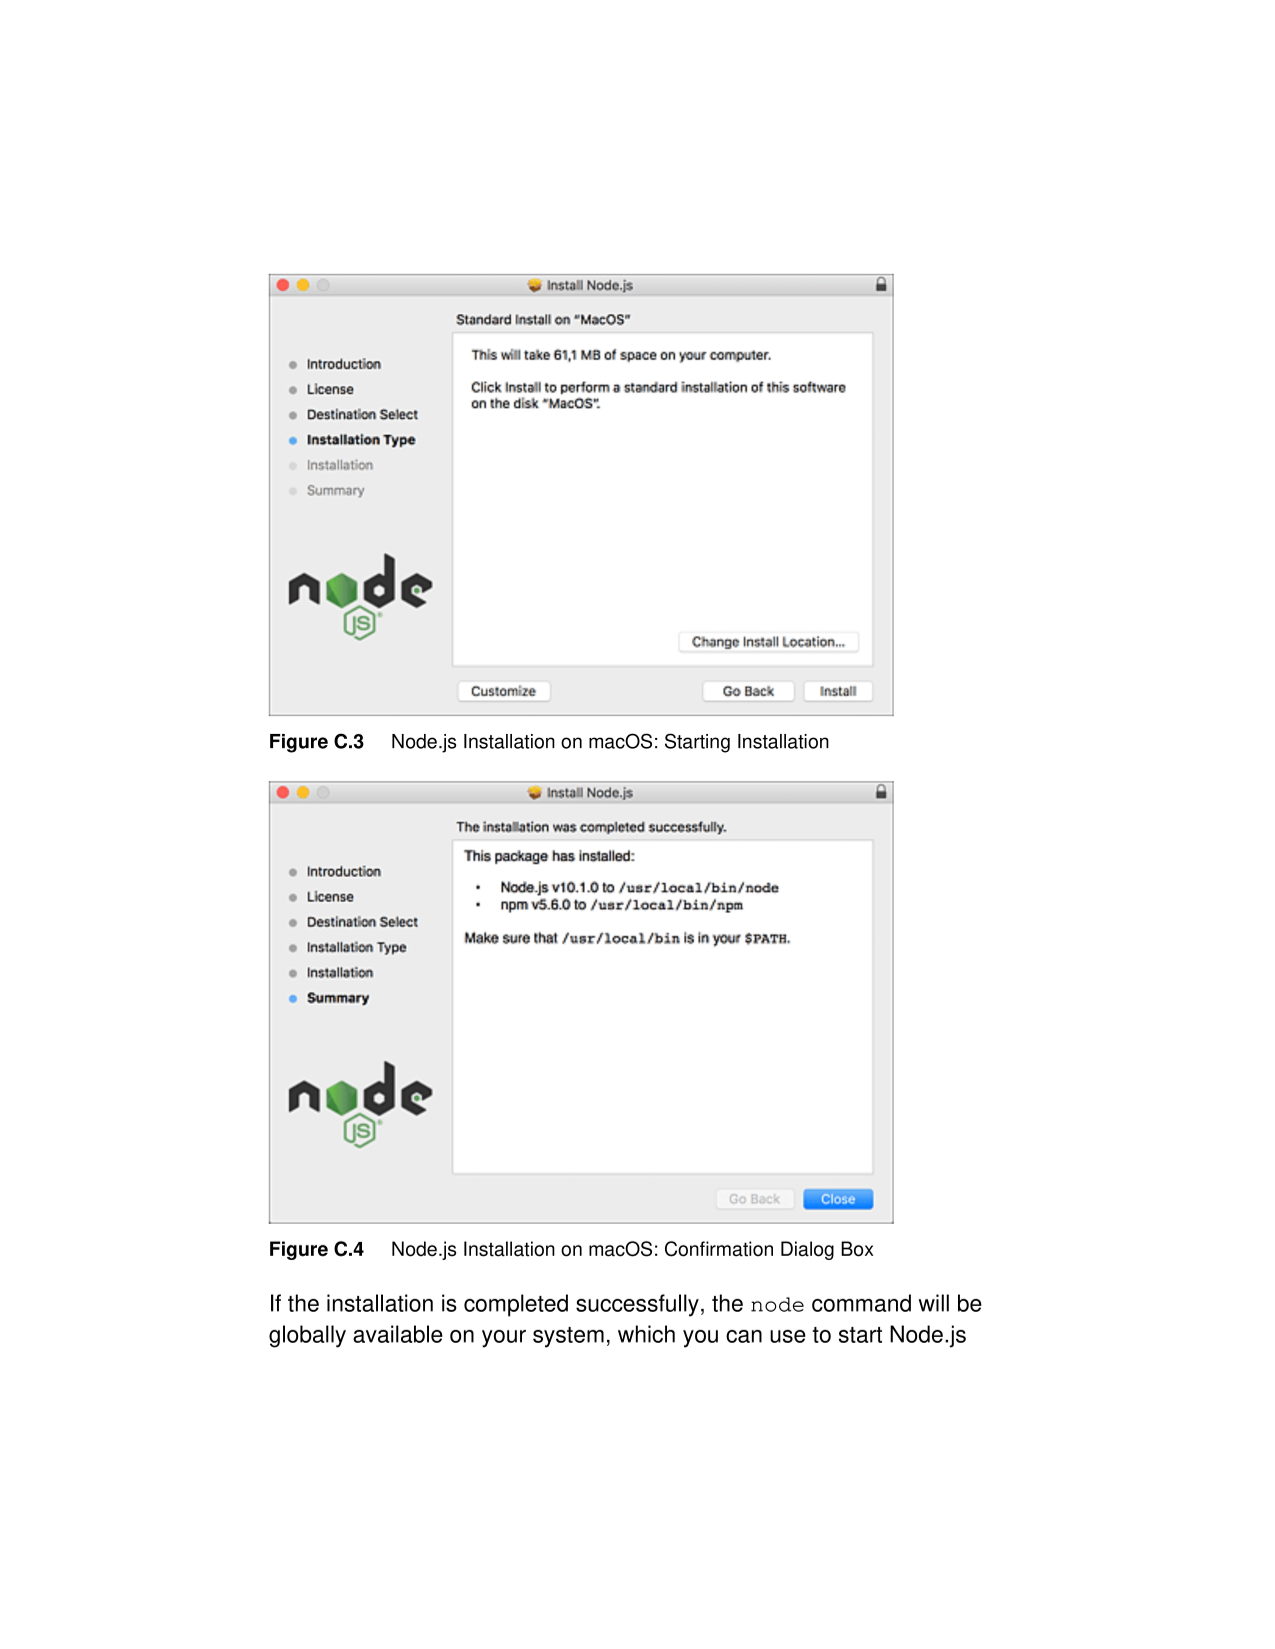 Install Node.js
Standard Install on “MacOS”
Introduction
License
Destination Select
Installation Type
Installation
Summary
This will take 61,1 MB of space on your computer.
Click Install to perform a standard installation of this software
on the disk “MacOS”.
node
JS
Change Install Location...
Customize Go Back Install
Figure C.3 Node.js Installation on macOS: Starting Installation
Install Node.js
The installation was completed successfully.
Introduction
License
Destination Select
Installation Type
Installation
Summary
This package has installed:
• Node.js v10.1.0 to /usr/local/bin/node
• npm v5.6.0 to /usr/local/bin/npm
Make sure that /usr/local/bin is in your $PATH.
node
JS
Go Back Close
Figure C.4 Node.js Installation on macOS: Confirmation Dialog Box
If the installation is completed successfully, the node command will be
globally available on your system, which you can use to start Node.js